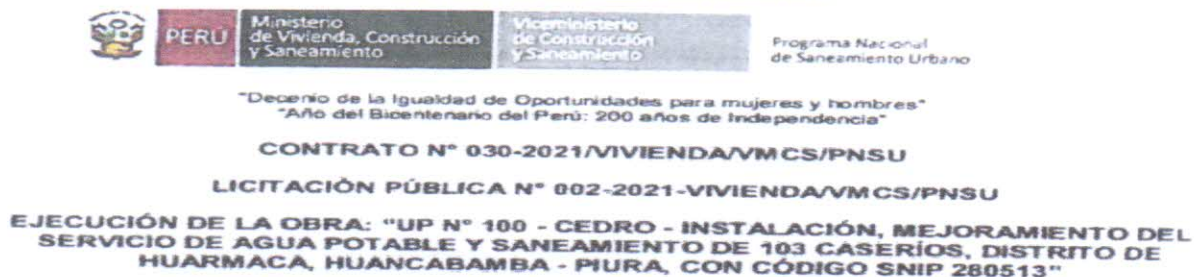 PERÚ
Ministerio
de Vivienda, Construcción
y Saneamiento
Viceministerio
de Construcción
y Saneamiento
Programa Nacional
de Saneamiento Urbano
"Decenio de la Igualdad de Oportunidades para mujeres y hombres"
"Año del Bicentenario del Perú: 200 años de Independencia"
CONTRATO N° 030-2021/VIVIENDA/VMCS/PNSU
LICITACIÓN PÚBLICA N° 002-2021-VIVIENDA/VMCS/PNSU
EJECUCIÓN DE LA OBRA: "UP N° 100 - CEDRO - INSTALACIÓN, MEJORAMIENTO DEL
SERVICIO DE AGUA POTABLE Y SANEAMIENTO DE 103 CASERÍOS, DISTRITO DE
HUARMACA, HUANCABAMBA - PIURA, CON CÓDIGO SNIP 280513"